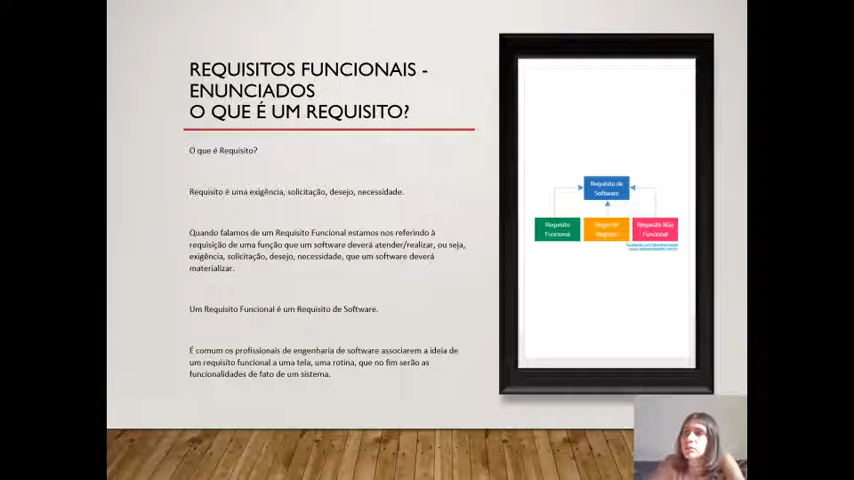 REQUISITOS FUNCIONAIS -
ENUNCIADOS
O QUE É UM REQUISITO?
O que é Requisito?
Requisito é uma exigência, solicitação, desejo, necessidade.
Quando falamos de um Requisito Funcional estamos nos referindo à
requisição de uma função que um software deverá atender/realizar, ou seja,
exigência, solicitação, desejo, necessidade, que um software deverá
materializar.
Um Requisito Funcional é um Requisito de Software.
É comum os profissionais de engenharia de software associarem a ideia de
um requisito funcional a uma tela, uma rotina, que no fim serão as
funcionalidades de fato de um sistema.
Requisito de
Software
Requisito
Funcional
Regra de
Negócio
Requisito Não
Funcional